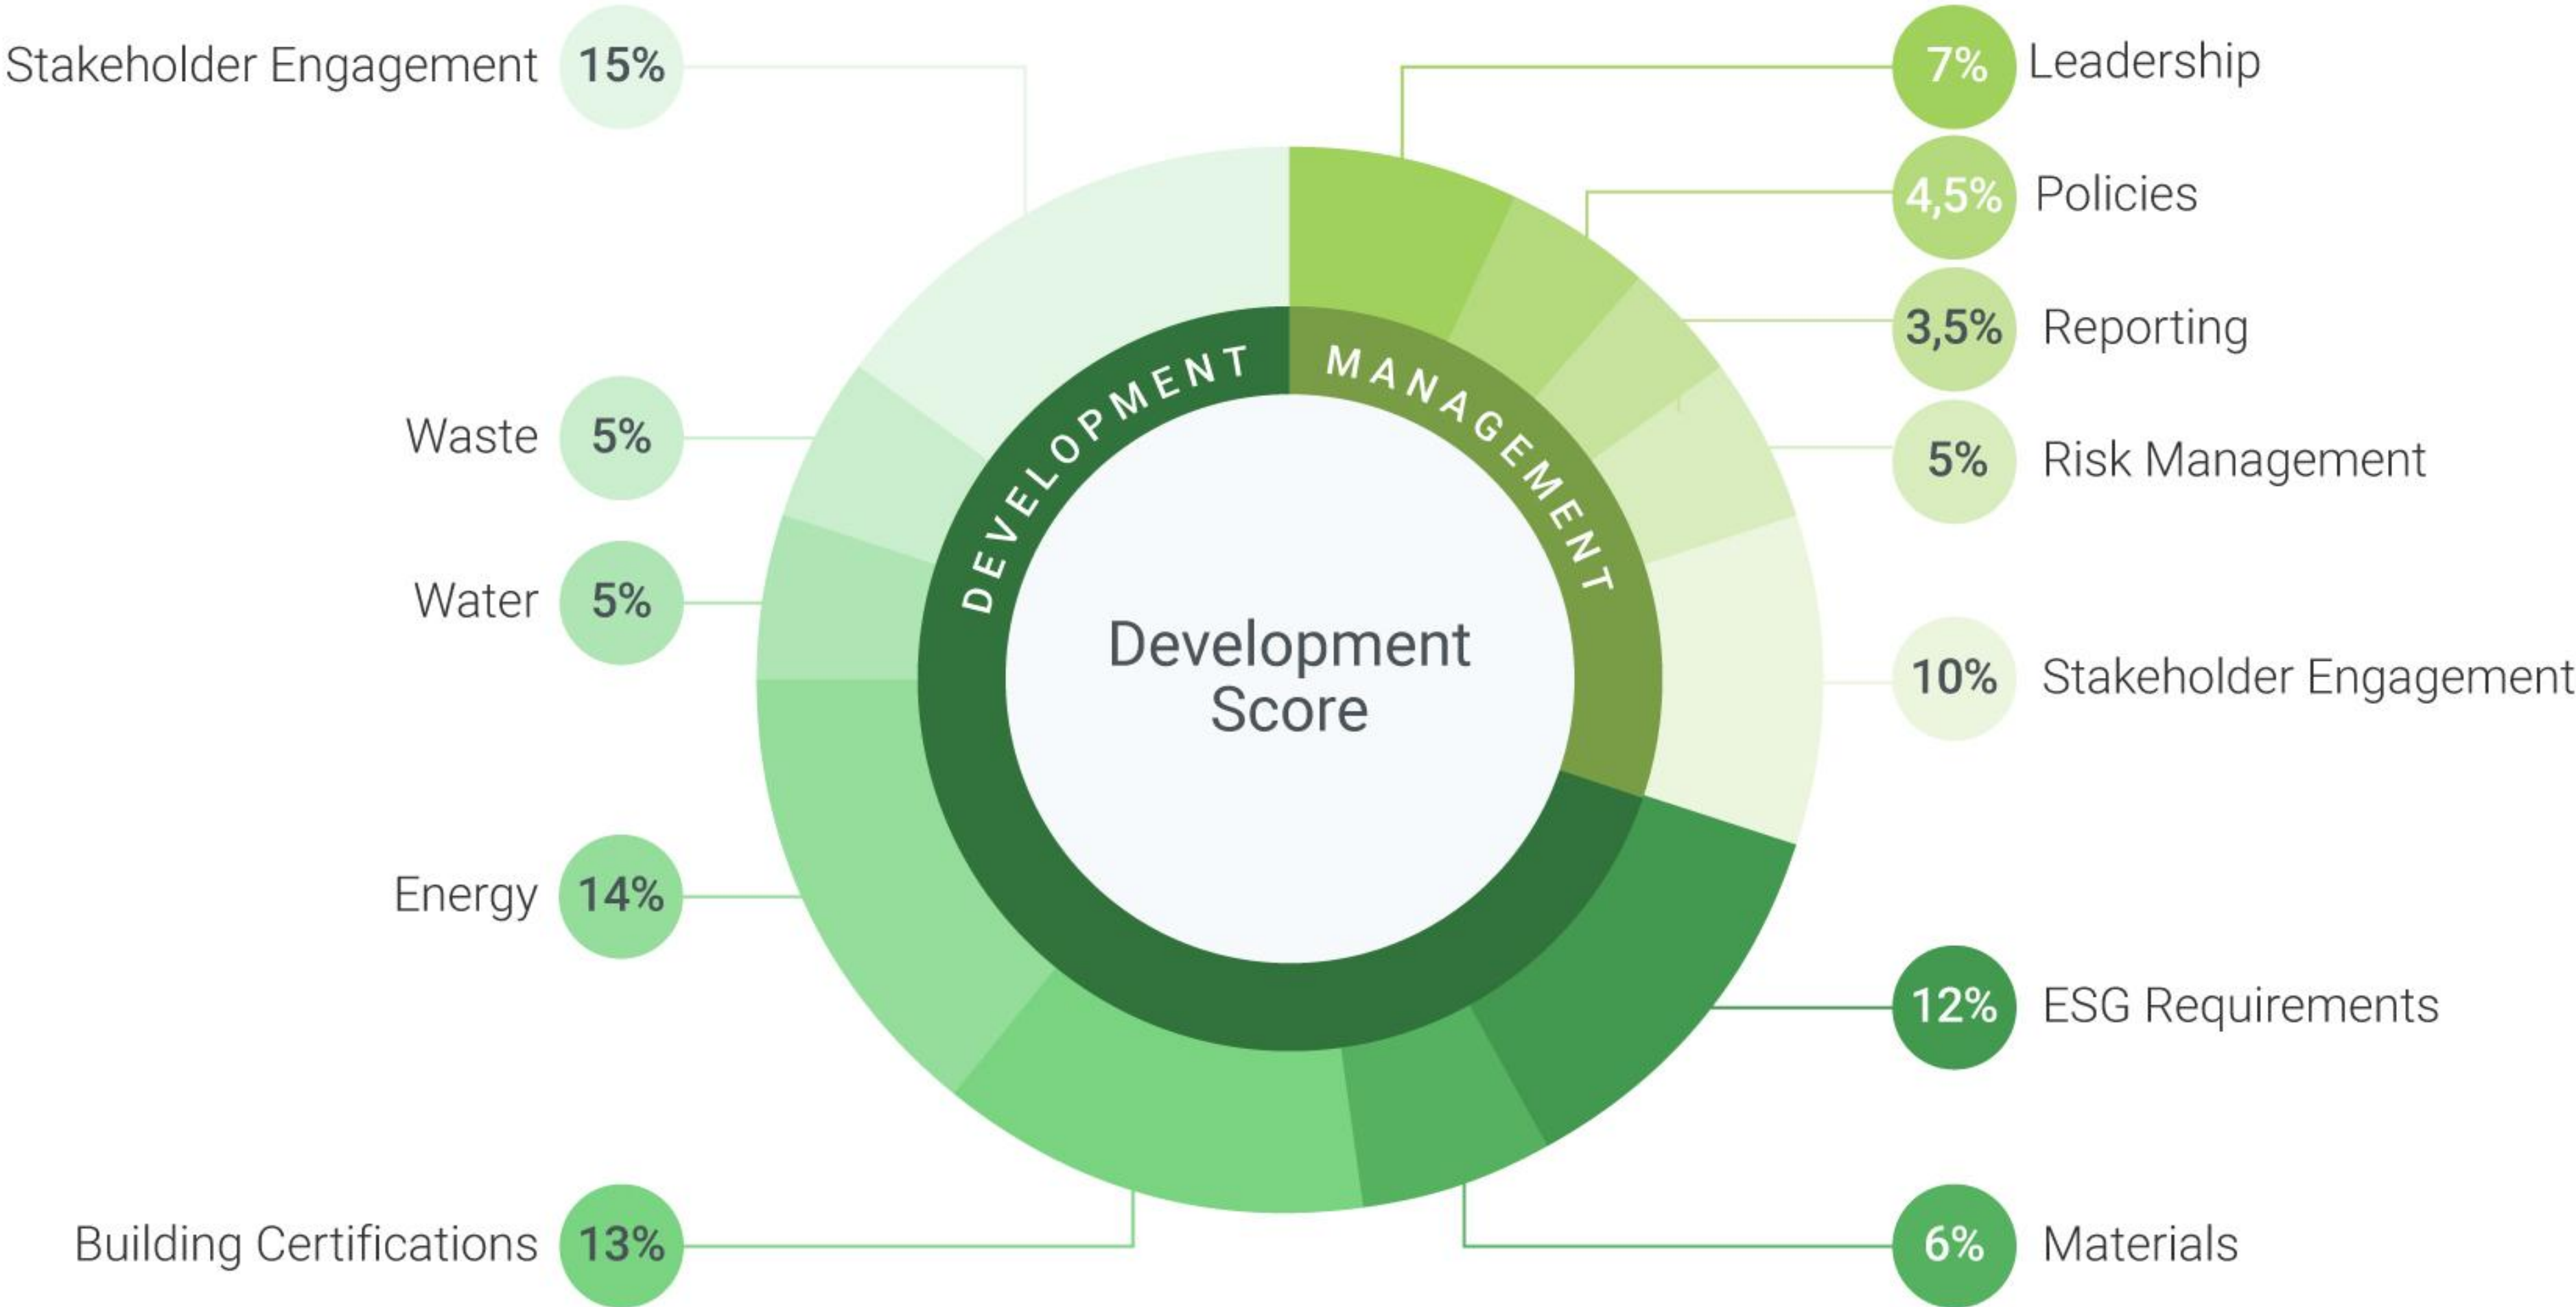 Stakeholder Engagement 15%
7% Leadership
4,5% Policies
3,5% Reporting
Waste 5%
5% Risk Management
Water 5%
10% Stakeholder Engagement
DEVELOPMENT
MANAGEMENT
Development
Score
Energy 14%
12% ESG Requirements
Building Certifications 13%
6% Materials